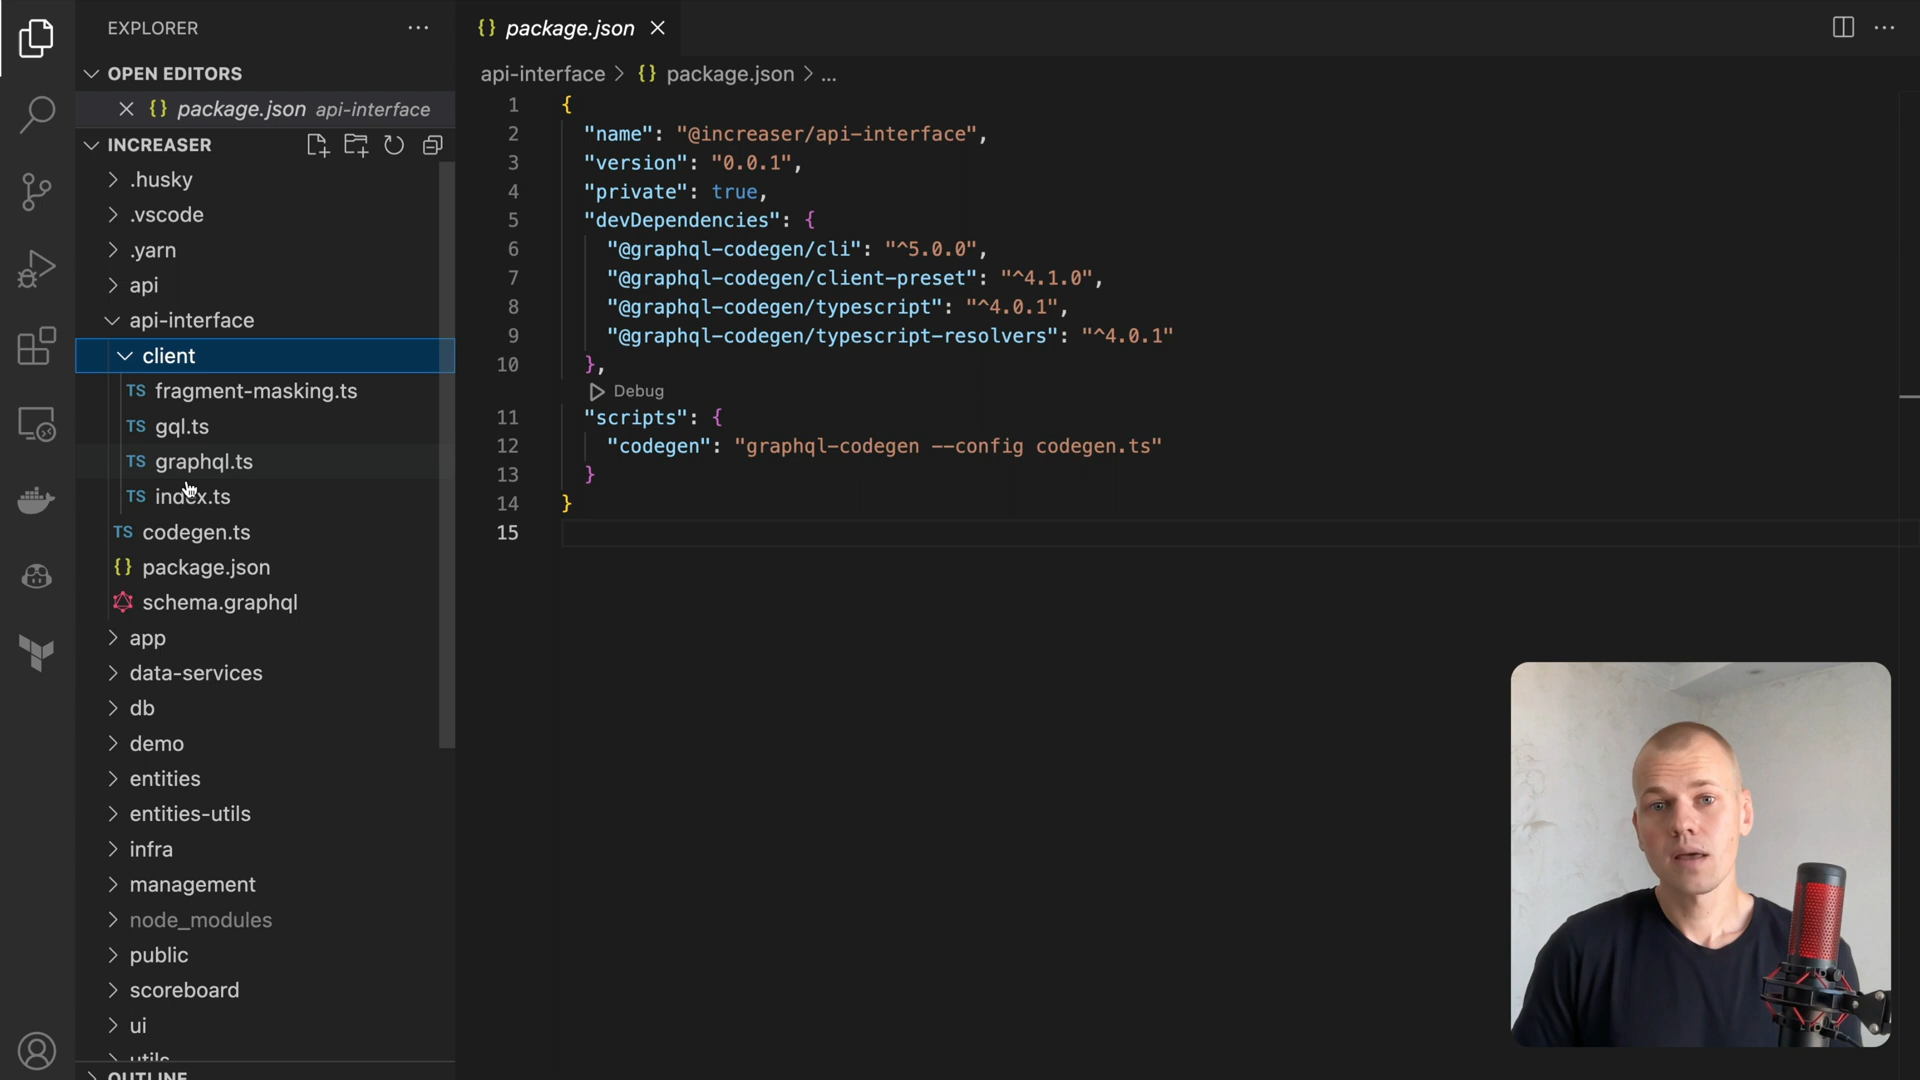 EXPLORER
OPEN EDITORS
package.json api-interface
INCREASER
.husky
.vscode
.yarn
api
api-interface
client
TS fragment-masking.ts
TS gql.ts
TS graphql.ts
TS index.ts
TS codegen.ts
{} package.json
schema.graphql
app
data-services
db
demo
entities
entities-utils
infra
management
node_modules
public
scoreboard
ui
utils
OUTLINE
{} package.json
api-interface > {} package.json > ...
1 {
2 "name": "@increaser/api-interface",
3 "version": "0.0.1",
4 "private": true,
5 "devDependencies": {
6 "@graphql-codegen/cli": "^5.0.0",
7 "@graphql-codegen/client-preset": "^4.1.0",
8 "@graphql-codegen/typescript": "^4.0.1",
9 "@graphql-codegen/typescript-resolvers": "^4.0.1"
10 },
Debug
11 "scripts": {
12 "codegen": "graphql-codegen --config codegen.ts"
13 }
14 }
15